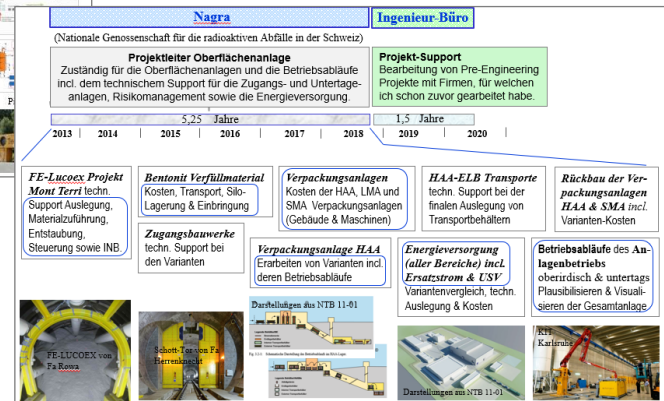 Nagra
Ingenieur-Büro
(Nationale Genossenschaft für die radioaktiven Abfälle in der Schweiz)
Projektleiter Oberflächenanlage
Zuständig für die Oberflächenanlagen und die Betriebsabläufe
incl. dem technischem Support für die Zugangs- und Untertage-
anlagen, Risikomanagement sowie die Energieversorgung.
Projekt-Support
Bearbeitung von Pre-Engineering
Projekte mit Firmen, für welchen
ich schon zuvor gearbeitet habe.
5,25 Jahre
1,5 Jahre
2013 2014 2015 2016 2017 2018 2019 2020
FE-Lucoex Projekt
Mont Terri techn.
Support Auslegung,
Materialzuführung,
Entstaubung,
Steuerung sowie INB.
Bentonit Verfüllmaterial
Kosten, Transport, Silo-
Lagerung & Einbringung
Zugangsbauwerke
techn. Support bei
den Varianten
Verpackungsanlagen
Kosten der HAA, LMA und
SMA Verpackungsanlagen
(Gebäude & Maschinen)
Verpackungsanlage HAA
Erarbeiten von Varianten incl.
deren Betriebsabläufe
HAA-ELB Transporte
techn. Support bei der
finalen Auslegung von
Transportbehältern
Energieversorgung
(aller Bereiche) incl.
Ersatzstrom & USV
Variantenvergleich, techn.
Auslegung & Kosten
Rückbau der Ver-
packungsanlagen
HAA & SMA incl.
Varianten-Kosten
Betriebsabläufe des An-
lagenbetriebs
oberirdisch & untertags
Plausibilisieren & Visuali-
sieren der Gesamtanlage
FE-LUCOEX von
Fa Rowa
Schott-Tor von Fa
Herrenknecht
Darstellungen aus NTB 11-01
Darstellungen aus NTB 11-01
KH
Karlsruhe